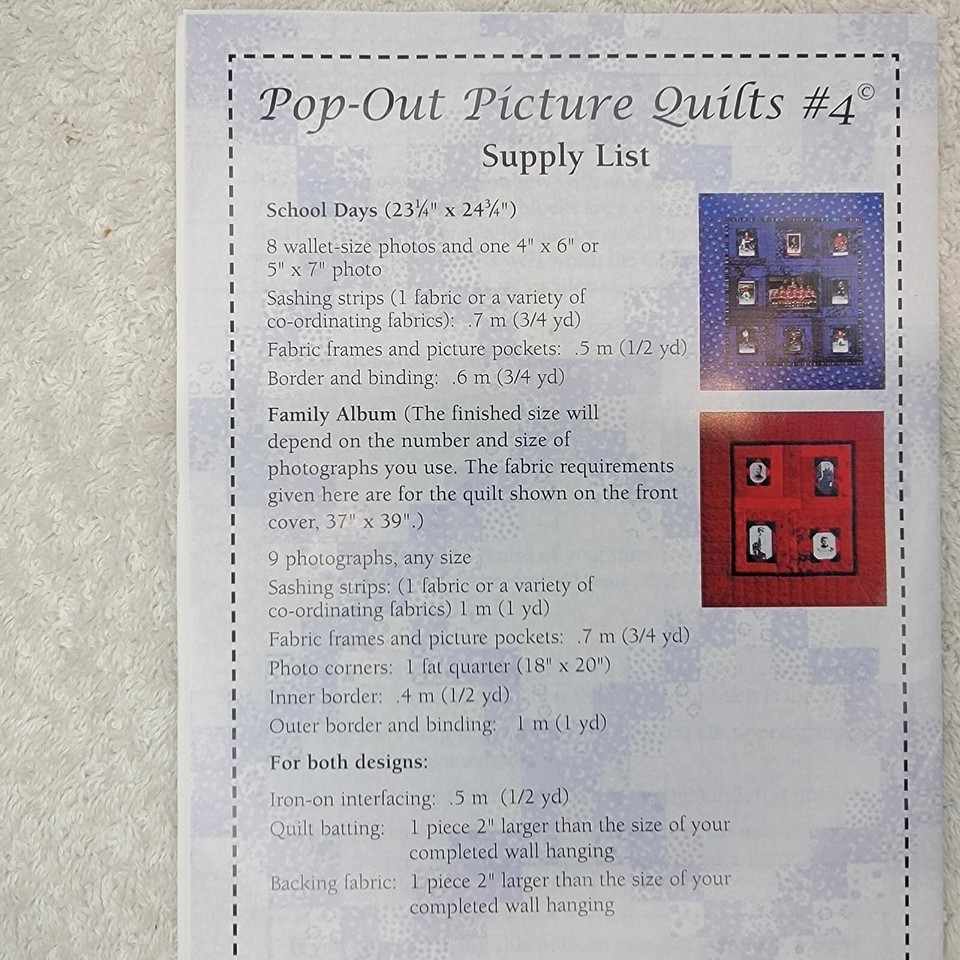 Pop-Out Picture Quilts #4©
Supply List
School Days (23¼" x 24¾")
8 wallet-size photos and one 4" x 6" or
5" x 7" photo
Sashing strips (1 fabric or a variety of
co-ordinating fabrics): .7 m (3/4 yd)
Fabric frames and picture pockets: .5 m (1/2 yd)
Border and binding: .6 m (3/4 yd)
Family Album (The finished size will
depend on the number and size of
photographs you use. The fabric requirements
given here are for the quilt shown on the front
cover, 37" x 39".)
9 photographs, any size
Sashing strips: (1 fabric or a variety of
co-ordinating fabrics) 1 m (1 yd)
Fabric frames and picture pockets: .7 m (3/4 yd)
Photo corners: 1 fat quarter (18" x 20")
Inner border: .4 m (1/2 yd)
Outer border and binding: 1 m (1 yd)
For both designs:
Iron-on interfacing: .5 m (1/2 yd)
Quilt batting: 1 piece 2" larger than the size of your
completed wall hanging
Backing fabric: 1 piece 2" larger than the size of your
completed wall hanging